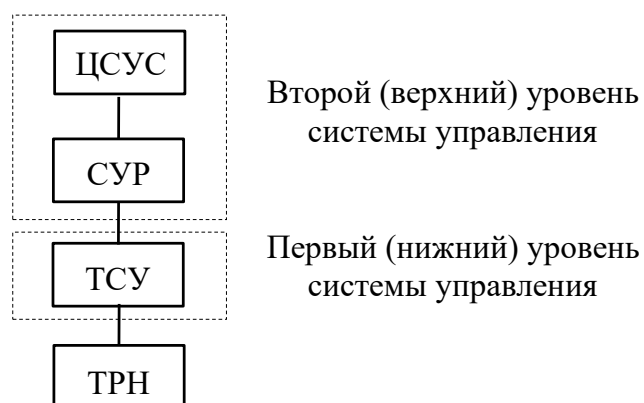 ЦСУС
Второй (верхний) уровень
системы управления
СУР
Первый (нижний) уровень
ТСУ
системы управления
ТРН